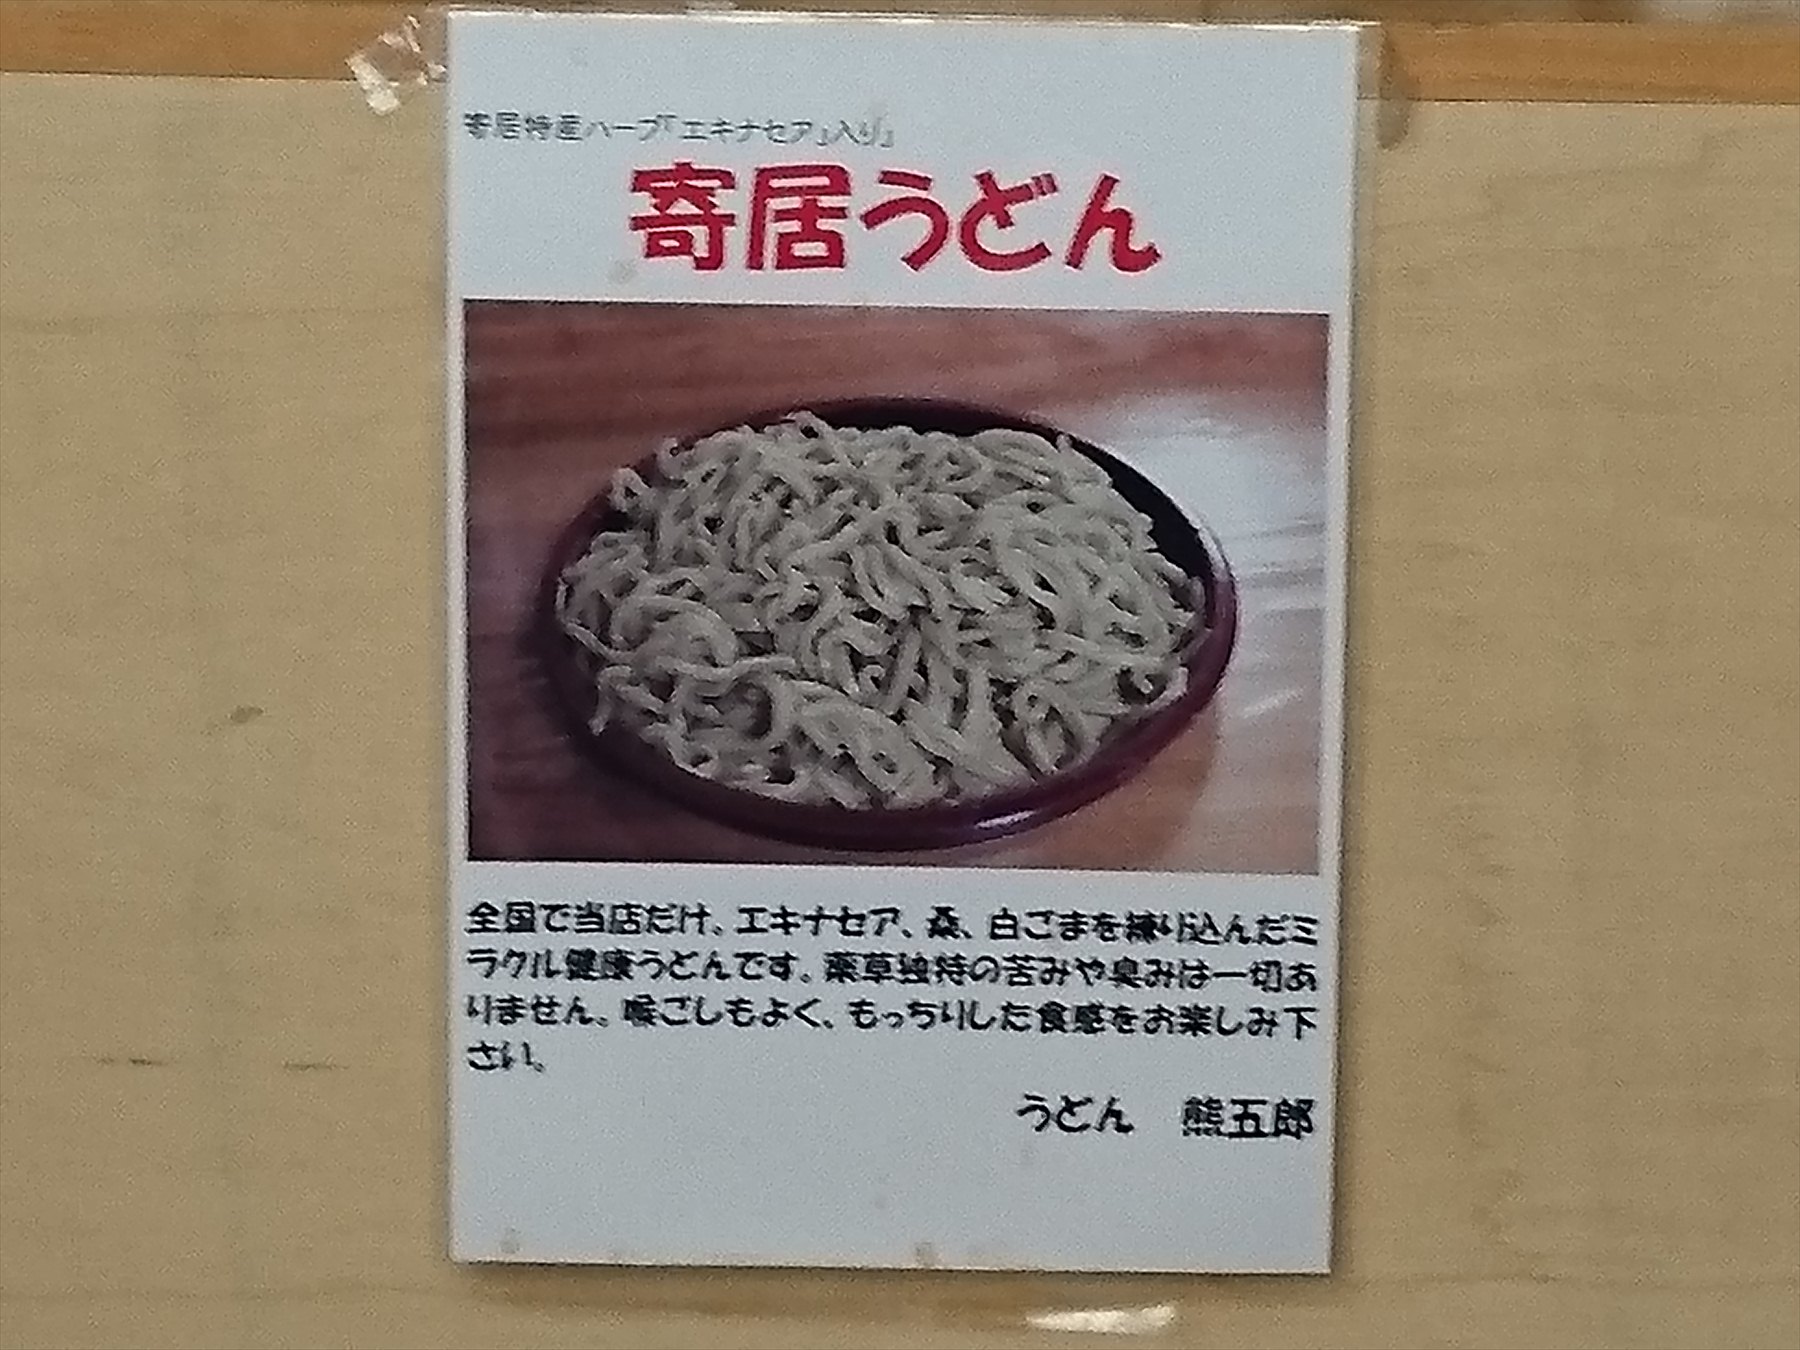 寄居特産ハーブ「エキナセア」入り」
寄居うどん
全国で当店だけ。エキナセア、桑、白ごまを練り込んだミ
ラクル健康うどんです。薬草独特の苦みや臭みは一切あ
りません。喉ごしもよく、もっちりした食感をお楽しみ下
さい。
うどん　熊五郎